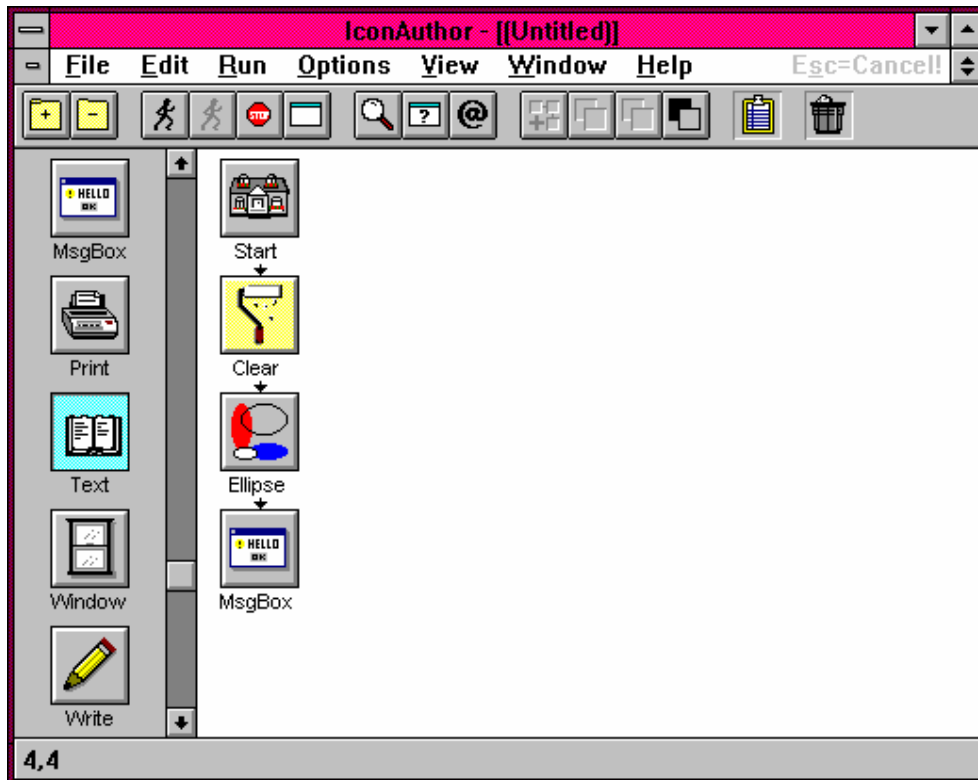 IconAuthor - [(Untitled)]
File Edit Run Options View Window Help Esc=Cancel!
+ - STOP ? @
! HELLO
OK
MsgBox
Print
Text
Window
Write
Start
Clear
Ellipse
! HELLO
OK
MsgBox
4,4